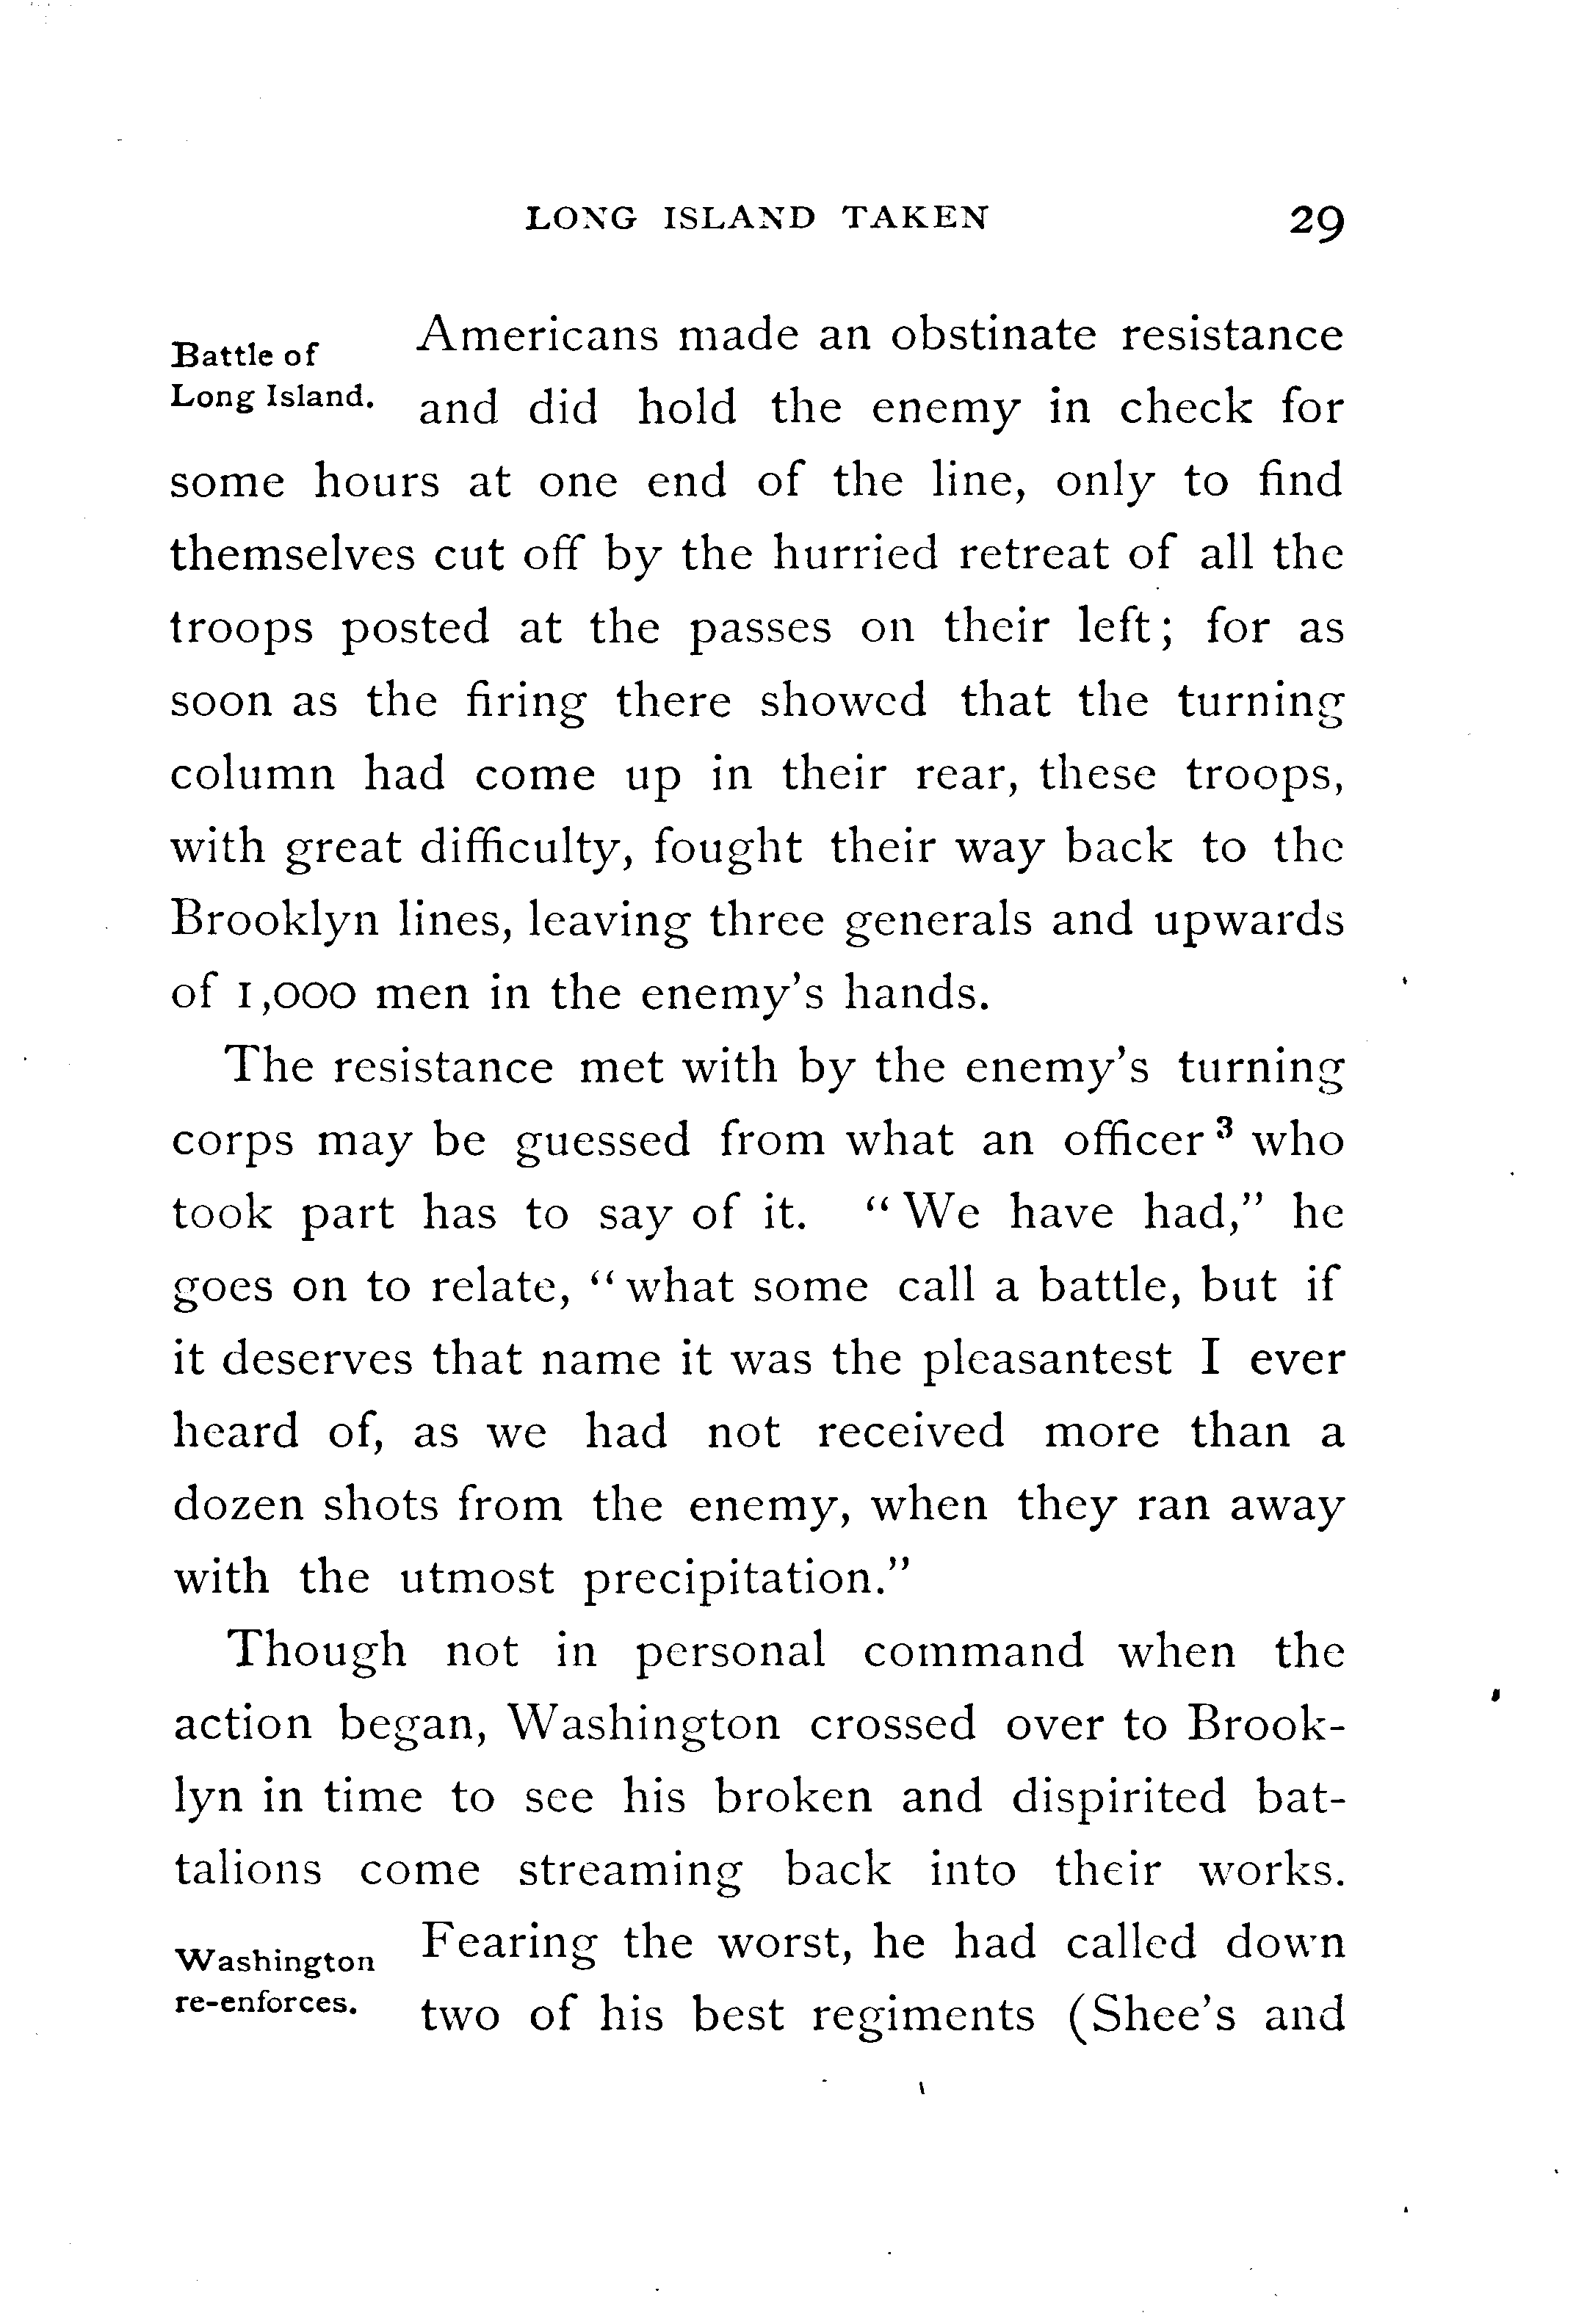 LONG ISLAND TAKEN 29
Battle of
Long Island.
Americans made an obstinate resistance
and did hold the enemy in check for
some hours at one end of the line, only to find
themselves cut off by the hurried retreat of all the
troops posted at the passes on their left; for as
soon as the firing there showed that the turning
column had come up in their rear, these troops,
with great difficulty, fought their way back to the
Brooklyn lines, leaving three generals and upwards
of 1,000 men in the enemy's hands.
The resistance met with by the enemy's turning
corps may be guessed from what an officer³ who
took part has to say of it. "We have had," he
goes on to relate, "what some call a battle, but if
it deserves that name it was the pleasantest I ever
heard of, as we had not received more than a
dozen shots from the enemy, when they ran away
with the utmost precipitation."
Though not in personal command when the
action began, Washington crossed over to Brook-
lyn in time to see his broken and dispirited bat-
talions come streaming back into their works.
Washington
re-enforces.
Fearing the worst, he had called down
two of his best regiments (Shee's and